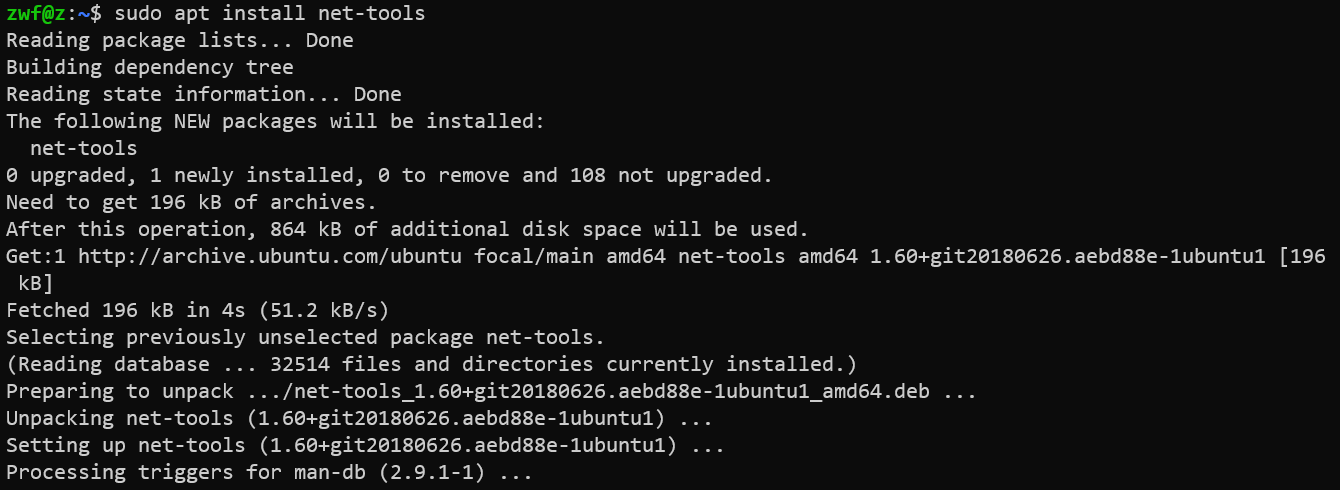 zwf@z:~$ sudo apt install net-tools
Reading package lists... Done
Building dependency tree
Reading state information... Done
The following NEW packages will be installed:
  net-tools
0 upgraded, 1 newly installed, 0 to remove and 108 not upgraded.
Need to get 196 kB of archives.
After this operation, 864 kB of additional disk space will be used.
Get:1 http://archive.ubuntu.com/ubuntu focal/main amd64 net-tools amd64 1.60+git20180626.aebd88e-1ubuntu1 [196
 kB]
Fetched 196 kB in 4s (51.2 kB/s)
Selecting previously unselected package net-tools.
(Reading database ... 32514 files and directories currently installed.)
Preparing to unpack .../net-tools_1.60+git20180626.aebd88e-1ubuntu1_amd64.deb ...
Unpacking net-tools (1.60+git20180626.aebd88e-1ubuntu1) ...
Setting up net-tools (1.60+git20180626.aebd88e-1ubuntu1) ...
Processing triggers for man-db (2.9.1-1) ...